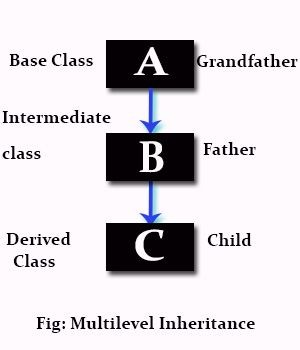 Base Class A Grandfather
Intermediate
class B Father
Derived
Class C Child
Fig: Multilevel Inheritance